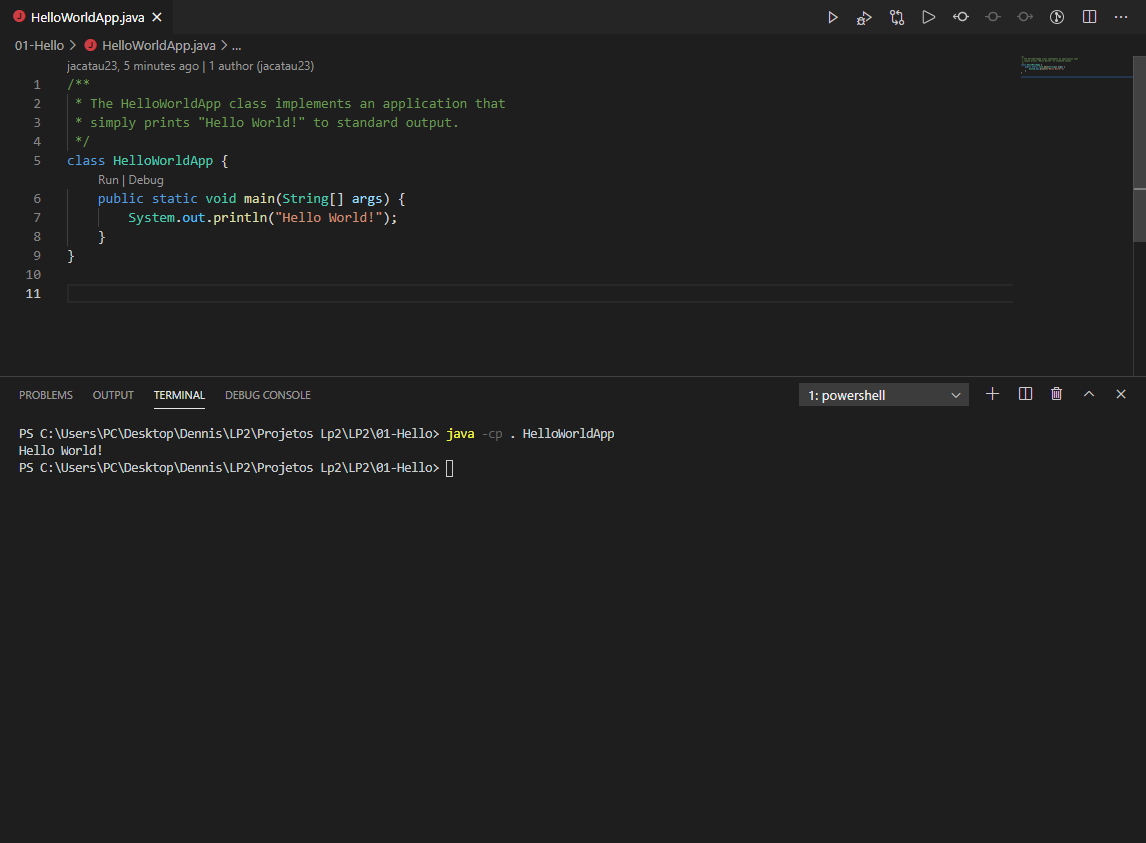 HelloWorldApp.java
01-Hello > HelloWorldApp.java > ...
jacatau23, 5 minutes ago | 1 author (jacatau23)
1 /**
2  * The HelloWorldApp class implements an application that
3  * simply prints "Hello World!" to standard output.
4  */
5 class HelloWorldApp {
Run | Debug
6     public static void main(String[] args) {
7         System.out.println("Hello World!");
8     }
9 }
10
11
PROBLEMS OUTPUT TERMINAL DEBUG CONSOLE 1: powershell
PS C:\Users\PC\Desktop\Dennis\LP2\Projetos Lp2\LP2\01-Hello> java -cp . HelloWorldApp
Hello World!
PS C:\Users\PC\Desktop\Dennis\LP2\Projetos Lp2\LP2\01-Hello>